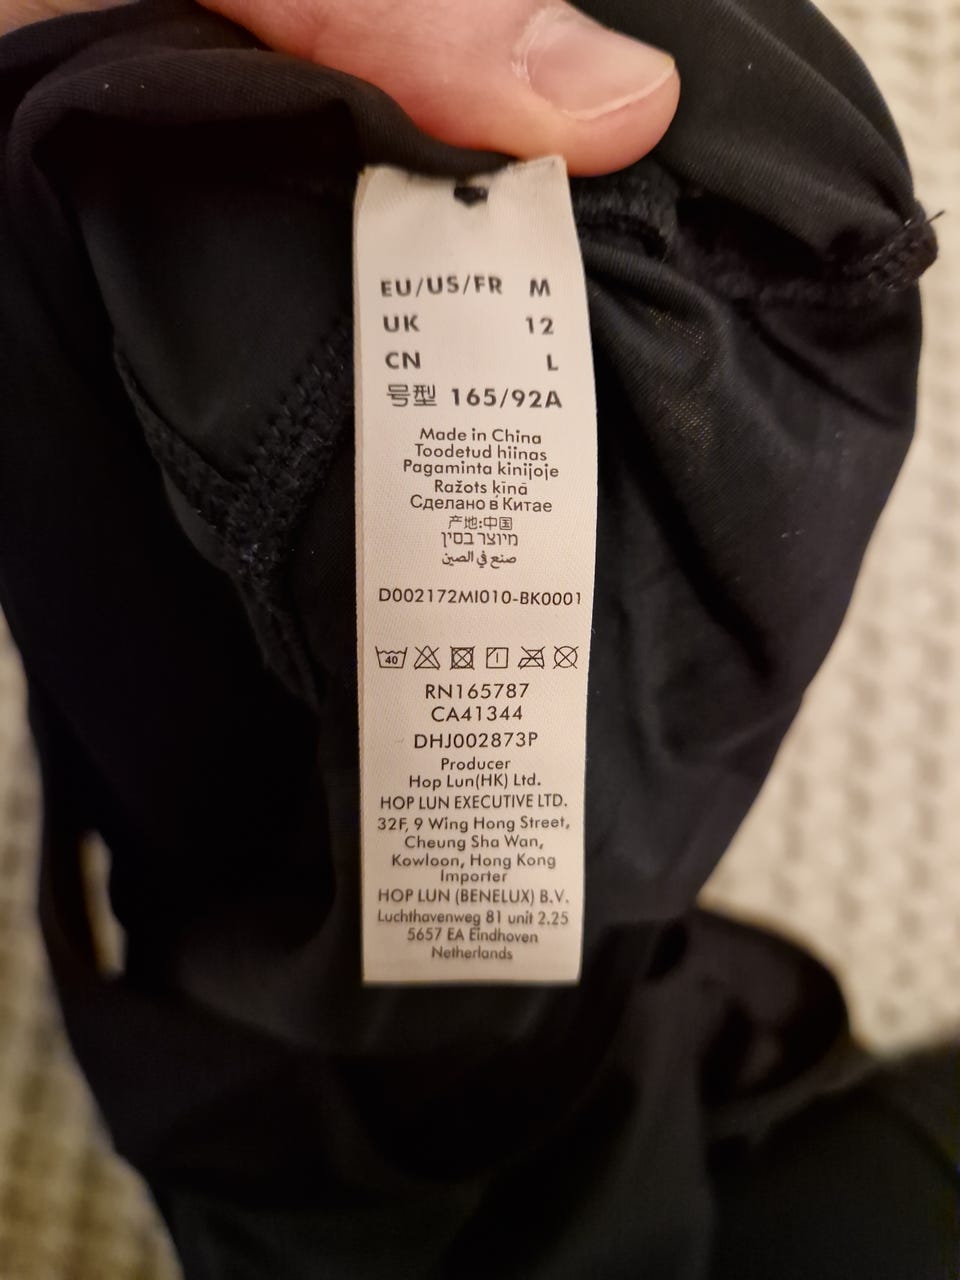 EU/US/FR M
UK 12
CN L
号型 165/92A
Made in China
Toodetud hiinas
Pagaminta kinijoje
Ražots ķīnā
Сделано в Китае
产地:中国
מיוצר בסין
صنع في الصين
D002172MI010-BK0001
40
RN165787
CA41344
DHJ002873P
Producer
Hop Lun(HK) Ltd.
HOP LUN EXECUTIVE LTD.
32F, 9 Wing Hong Street,
Cheung Sha Wan,
Kowloon, Hong Kong
Importer
HOP LUN (BENELUX) B.V.
Luchthavenweg 81 unit 2.25
5657 EA Eindhoven
Netherlands